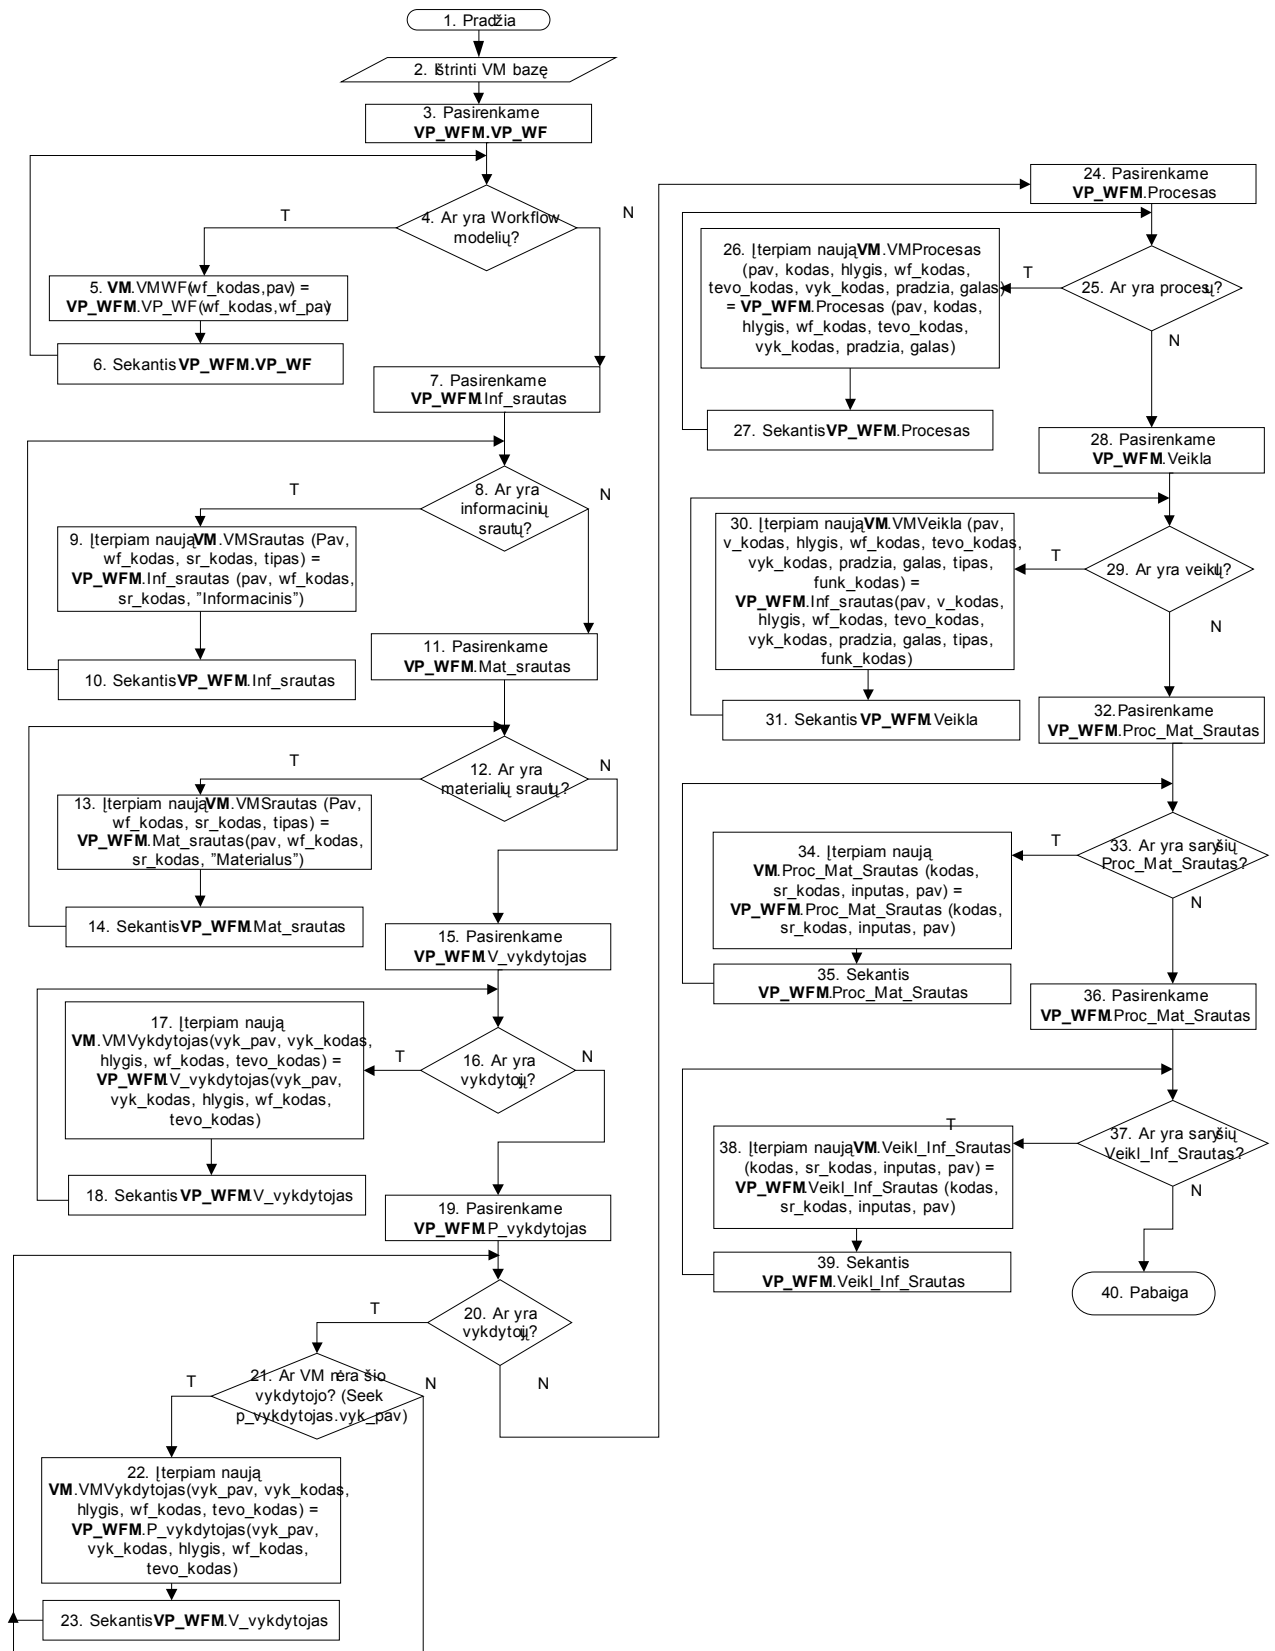 1. Pradžia
2. Ištrinti VM bazę
3. Pasirenkame
VP_WFM.VP_WF
4. Ar yra Workflow
modelių?
T
N
5. VM.VMWF(wf_kodas,pav) =
VP_WFM.VP_WF(wf_kodas,wf_pav)
6. Sekantis VP_WFM.VP_WF
7. Pasirenkame
VP_WFM.Inf_srautas
8. Ar yra
informacinių
srautų?
T
N
9. Įterpiam naują VM.VMSrautas (Pav,
wf_kodas, sr_kodas, tipas) =
VP_WFM.Inf_srautas (pav, wf_kodas,
sr_kodas, ”Informacinis”)
10. Sekantis VP_WFM.Inf_srautas
11. Pasirenkame
VP_WFM.Mat_srautas
12. Ar yra
materialių srautų?
T
N
13. Įterpiam naują VM.VMSrautas (Pav,
wf_kodas, sr_kodas, tipas) =
VP_WFM.Mat_srautas(pav, wf_kodas,
sr_kodas, ”Materialus”)
14. Sekantis VP_WFM.Mat_srautas
15. Pasirenkame
VP_WFM.V_vykdytojas
16. Ar yra
vykdytojų?
T
N
17. Įterpiam naują
VM.VMVykdytojas(vyk_pav, vyk_kodas,
hlygis, wf_kodas, tevo_kodas) =
VP_WFM.V_vykdytojas(vyk_pav,
vyk_kodas, hlygis, wf_kodas,
tevo_kodas)
18. Sekantis VP_WFM.V_vykdytojas
19. Pasirenkame
VP_WFM.P_vykdytojas
20. Ar yra
vykdytojų?
T
N
21. Ar VM nėra šio
vykdytojo? (Seek
p_vykdytojas.vyk_pav)
T
N
22. Įterpiam naują
VM.VMVykdytojas(vyk_pav, vyk_kodas,
hlygis, wf_kodas, tevo_kodas) =
VP_WFM.P_vykdytojas(vyk_pav,
vyk_kodas, hlygis, wf_kodas,
tevo_kodas)
23. Sekantis VP_WFM.V_vykdytojas
24. Pasirenkame
VP_WFM.Procesas
25. Ar yra procesų?
T
N
26. Įterpiam naują VM.VMProcesas
(pav, kodas, hlygis, wf_kodas,
tevo_kodas, vyk_kodas, pradzia, galas)
= VP_WFM.Procesas (pav, kodas,
hlygis, wf_kodas, tevo_kodas,
vyk_kodas, pradzia, galas)
27. Sekantis VP_WFM.Procesas
28. Pasirenkame
VP_WFM.Veikla
29. Ar yra veiklų?
T
N
30. Įterpiam naują VM.VMVeikla (pav,
v_kodas, hlygis, wf_kodas, tevo_kodas,
vyk_kodas, pradzia, galas, tipas,
funk_kodas) =
VP_WFM.Inf_srautas(pav, v_kodas,
hlygis, wf_kodas, tevo_kodas,
vyk_kodas, pradzia, galas, tipas,
funk_kodas)
31. Sekantis VP_WFM.Veikla
32.Pasirenkame
VP_WFM.Proc_Mat_Srautas
33. Ar yra saryšių
Proc_Mat_Srautas?
T
N
34. Įterpiam naują
VM.Proc_Mat_Srautas (kodas,
sr_kodas, inputas, pav) =
VP_WFM.Proc_Mat_Srautas (kodas,
sr_kodas, inputas, pav)
35. Sekantis
VP_WFM.Proc_Mat_Srautas
36. Pasirenkame
VP_WFM.Proc_Mat_Srautas
37. Ar yra saryšių
Veikl_Inf_Srautas?
T
N
38. Įterpiam naują VM.Veikl_Inf_Srautas
(kodas, sr_kodas, inputas, pav) =
VP_WFM.Veikl_Inf_Srautas (kodas,
sr_kodas, inputas, pav)
39. Sekantis
VP_WFM.Veikl_Inf_Srautas
40. Pabaiga